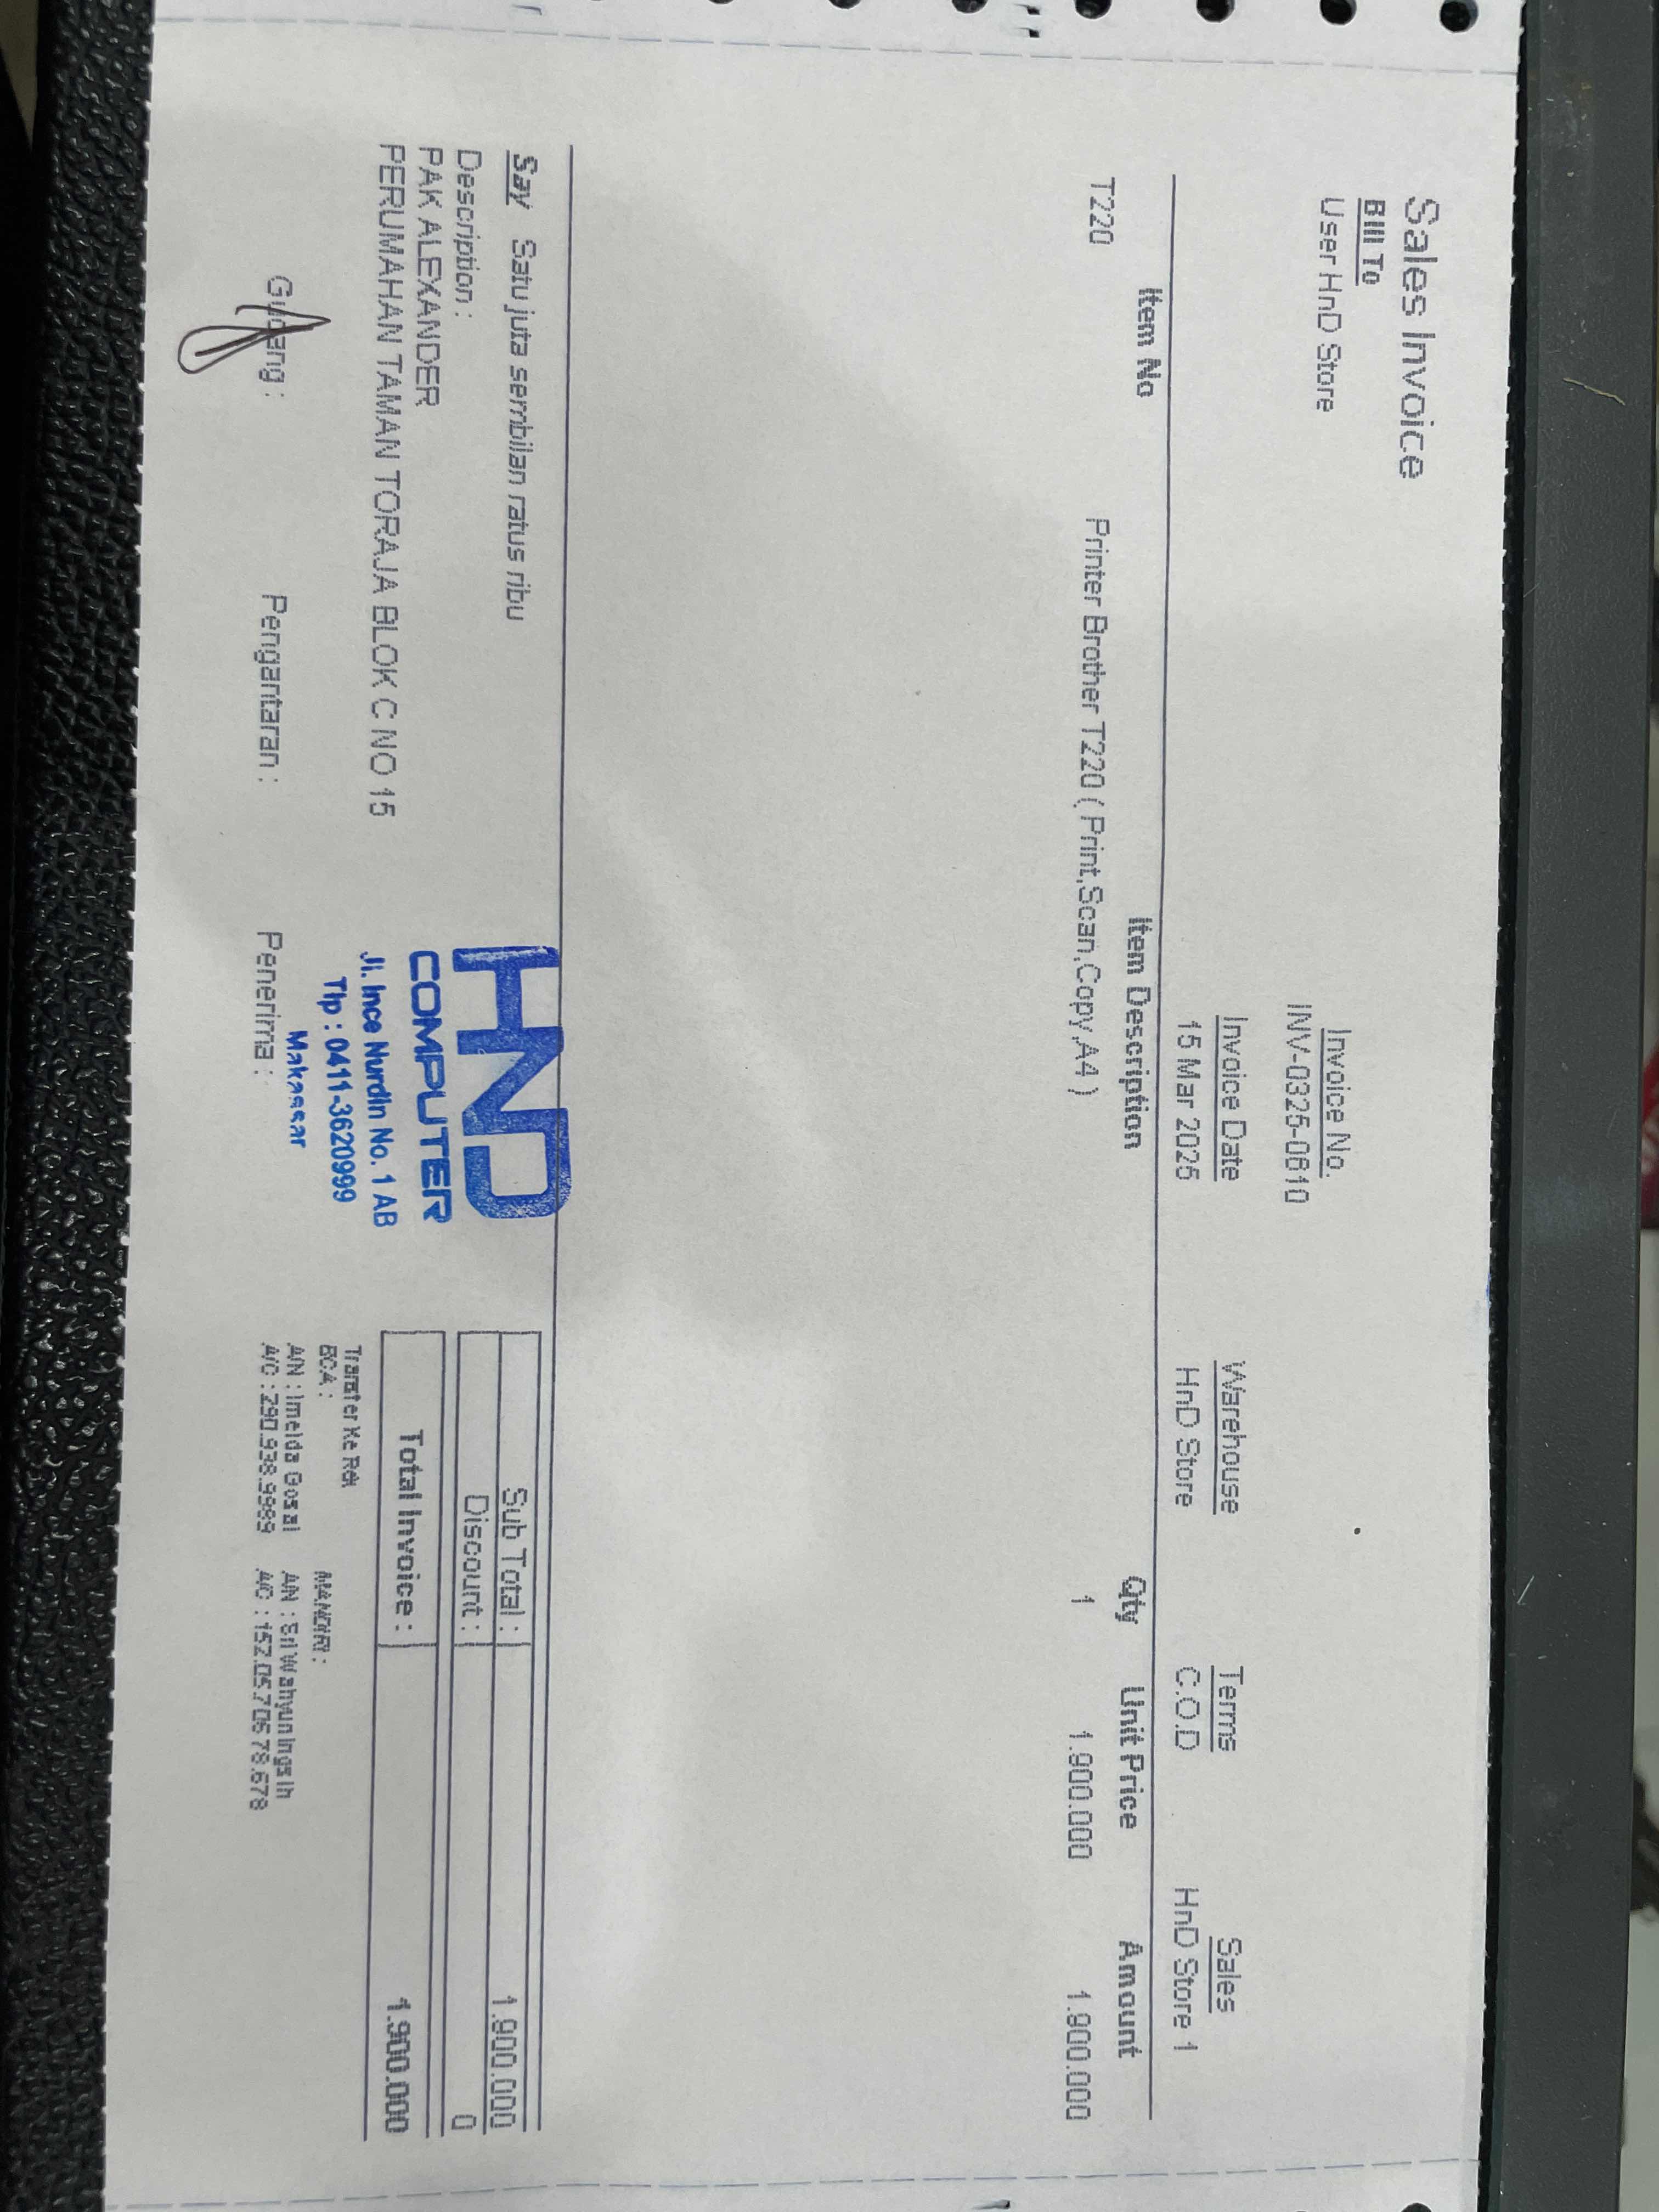 Sales Invoice
Bill To
User HnD Store
Invoice No.
INV-0325-0810
Invoice Date Warehouse Terms Sales
15 Mar 2025 HnD Store C.O.D HnD Store 1
Item No Item Description Qty Unit Price Amount
T220 Printer Brother T220 ( Print,Scan,Copy,A4 ) 1 1.900.000 1.900.000
Say Satu juta sembilan ratus ribu
Sub Total : 1.900.000
Description :
Discount : 0
PAK ALEXANDER
Total Invoice : 1.900.000
PERUMAHAN TAMAN TORAJA BLOK C NO 15
HND
COMPUTER
Jl. Ince Nurdin No. 1 AB
Tlp : 0411-3620999
Makassar
Gudang : Pengantaran : Penerima :
Transfer Ke Rek
BCA : MANDIRI :
A/N : Imelda Gosal A/N : Sri Wahyuningsih
A/C : 290.938.9989 A/C : 152.05.705.78.678